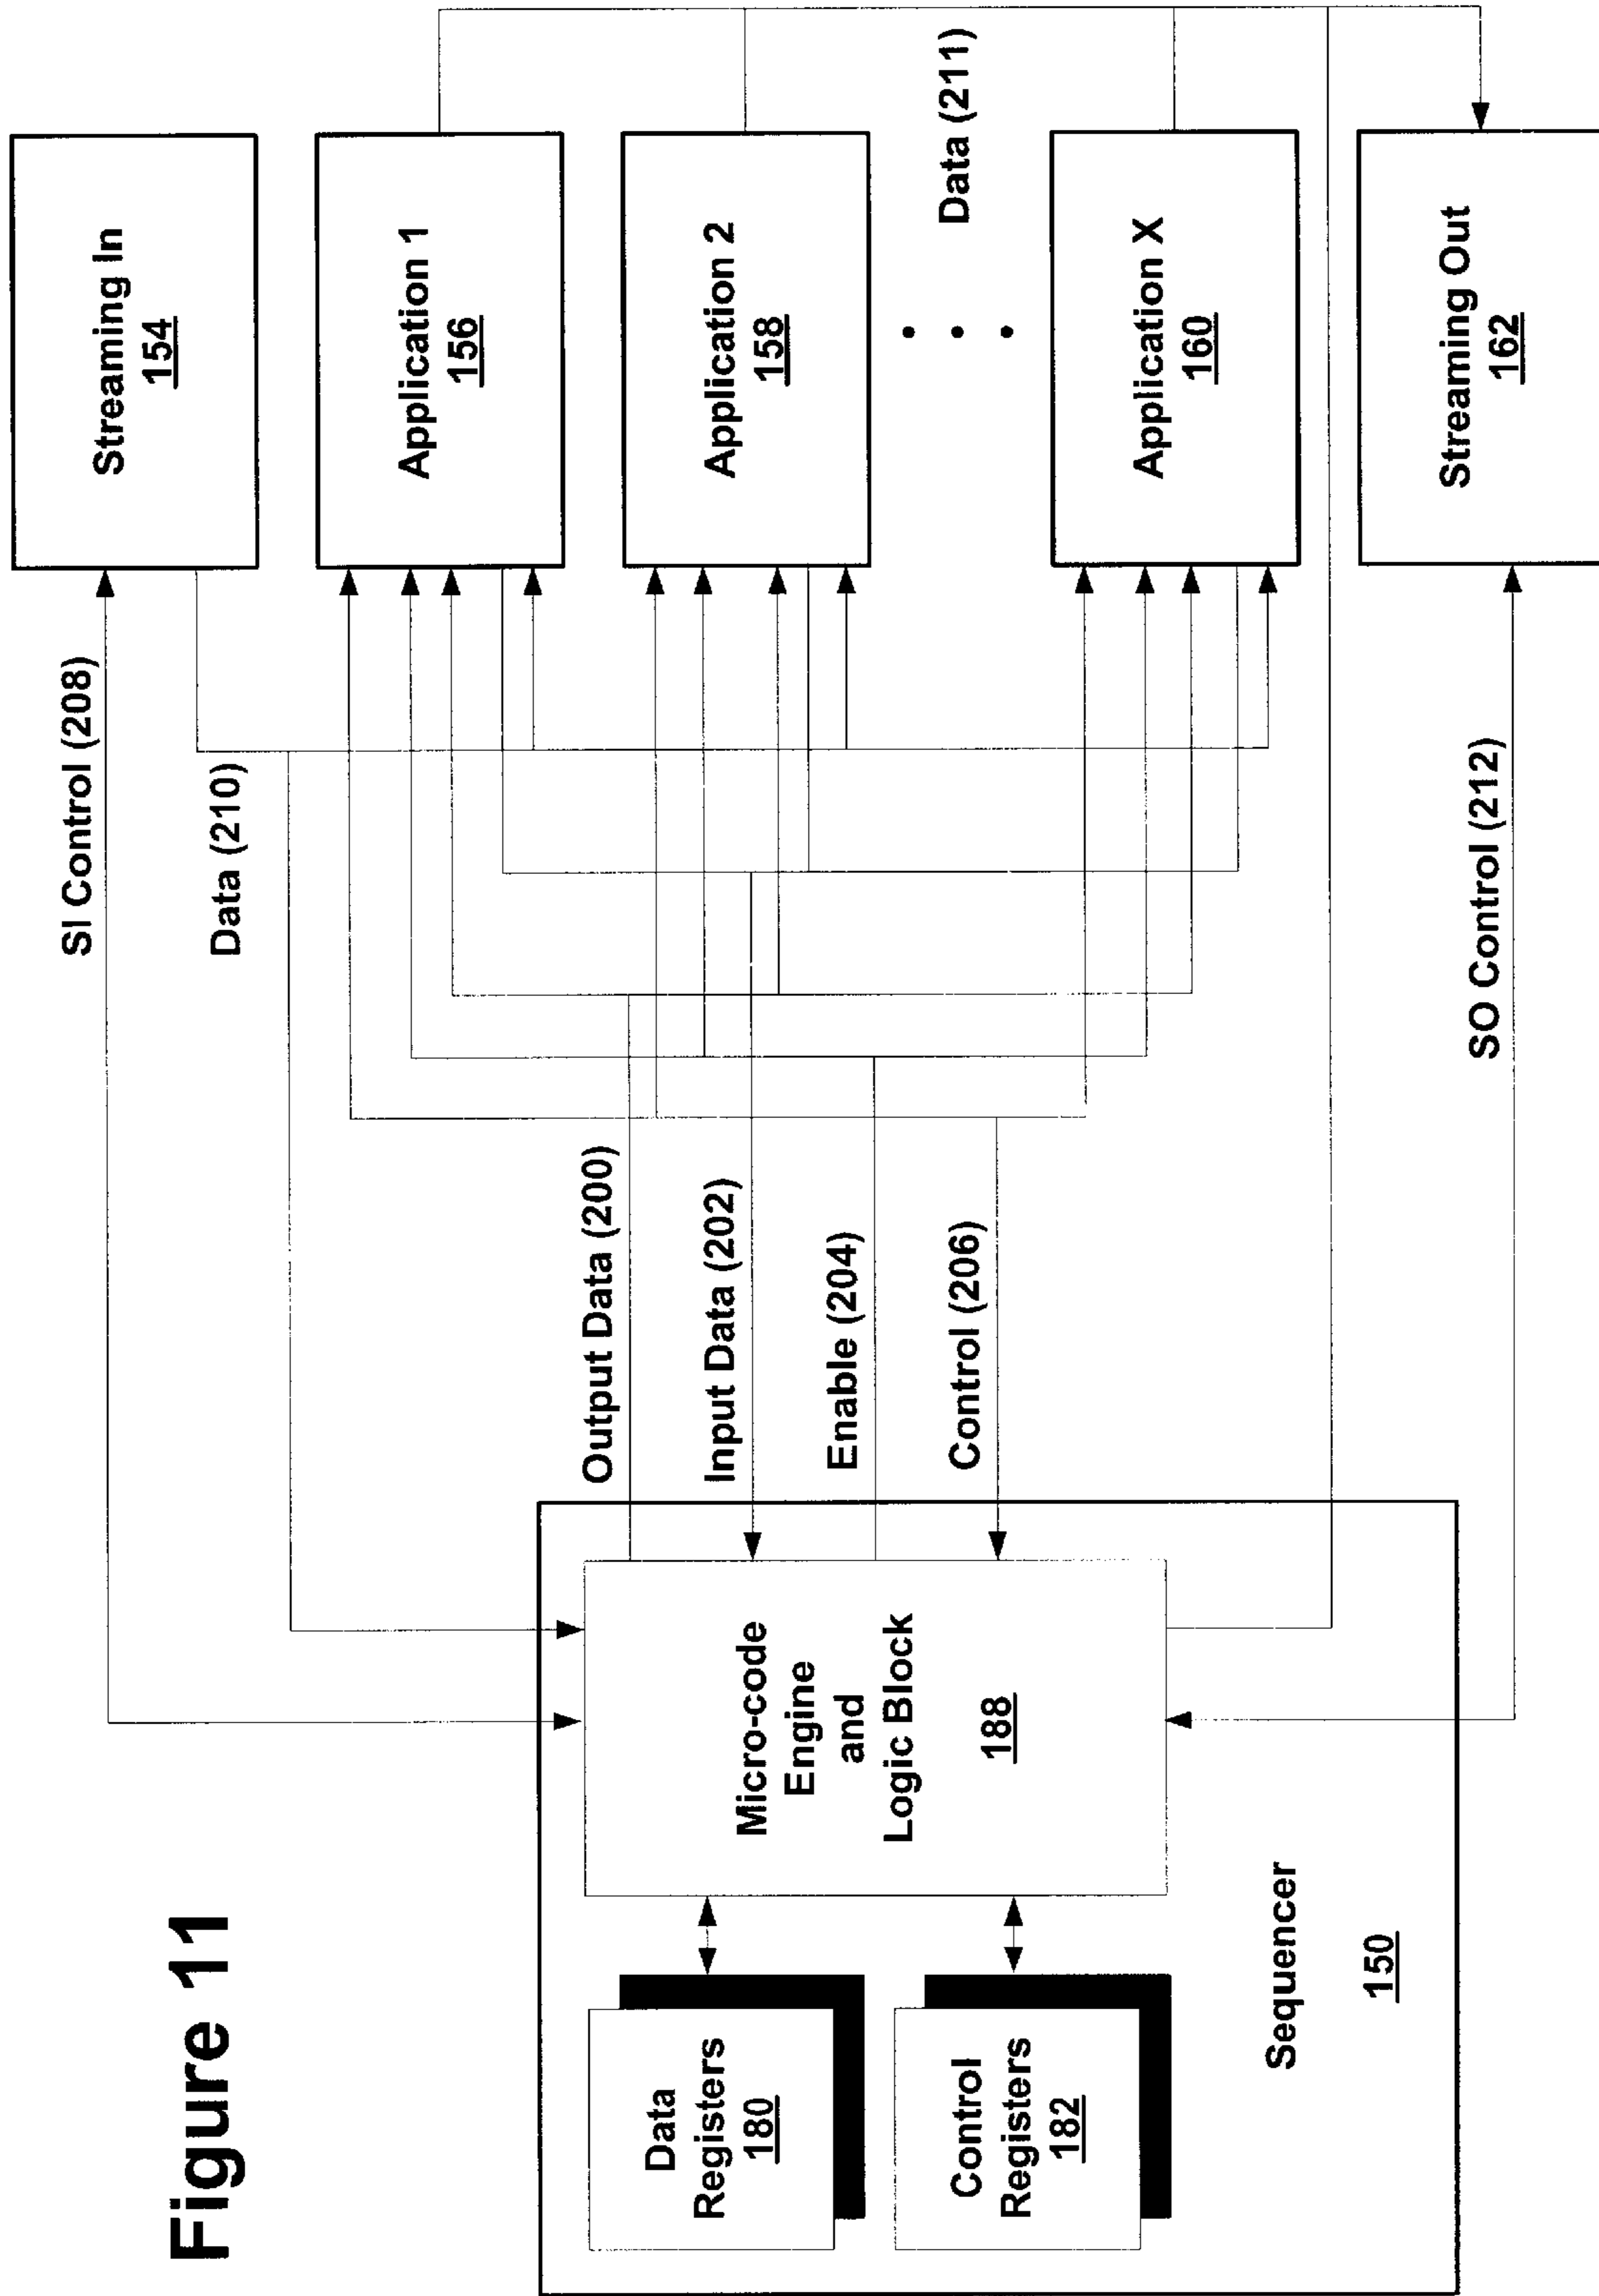 Figure 11
SI Control (208)
Data (210)
Streaming In
154
Application 1
156
Application 2
158
Data (211)
Application X
160
Streaming Out
162
Output Data (200)
Input Data (202)
Enable (204)
Control (206)
SO Control (212)
Data
Registers
180
Control
Registers
182
Micro-code
Engine
and
Logic Block
188
Sequencer
150